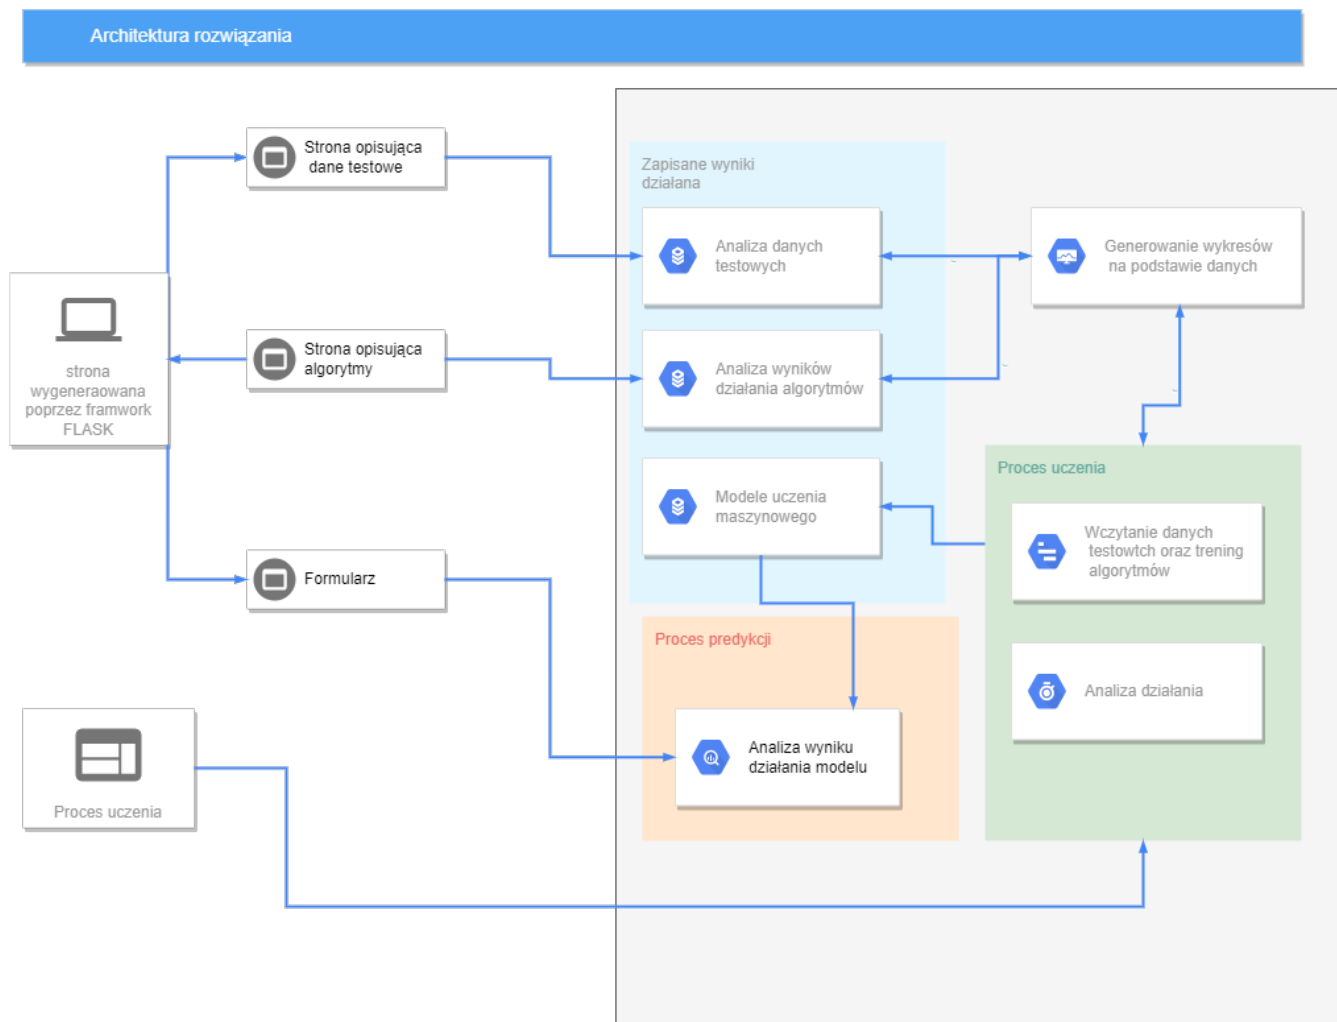 Architektura rozwiązania
Strona opisująca
dane testowe
Zapisane wyniki
działana
Analiza danych
testowych
Generowanie wykresów
na podstawie danych
strona
wygeneraowana
poprzez framwork
FLASK
Strona opisująca
algorytmy
Analiza wyników
działania algorytmów
Modele uczenia
maszynowego
Proces uczenia
Wczytanie danych
testowtch oraz trening
algorytmów
Formularz
Proces predykcji
Analiza działania
Analiza wyniku
działania modelu
Proces uczenia